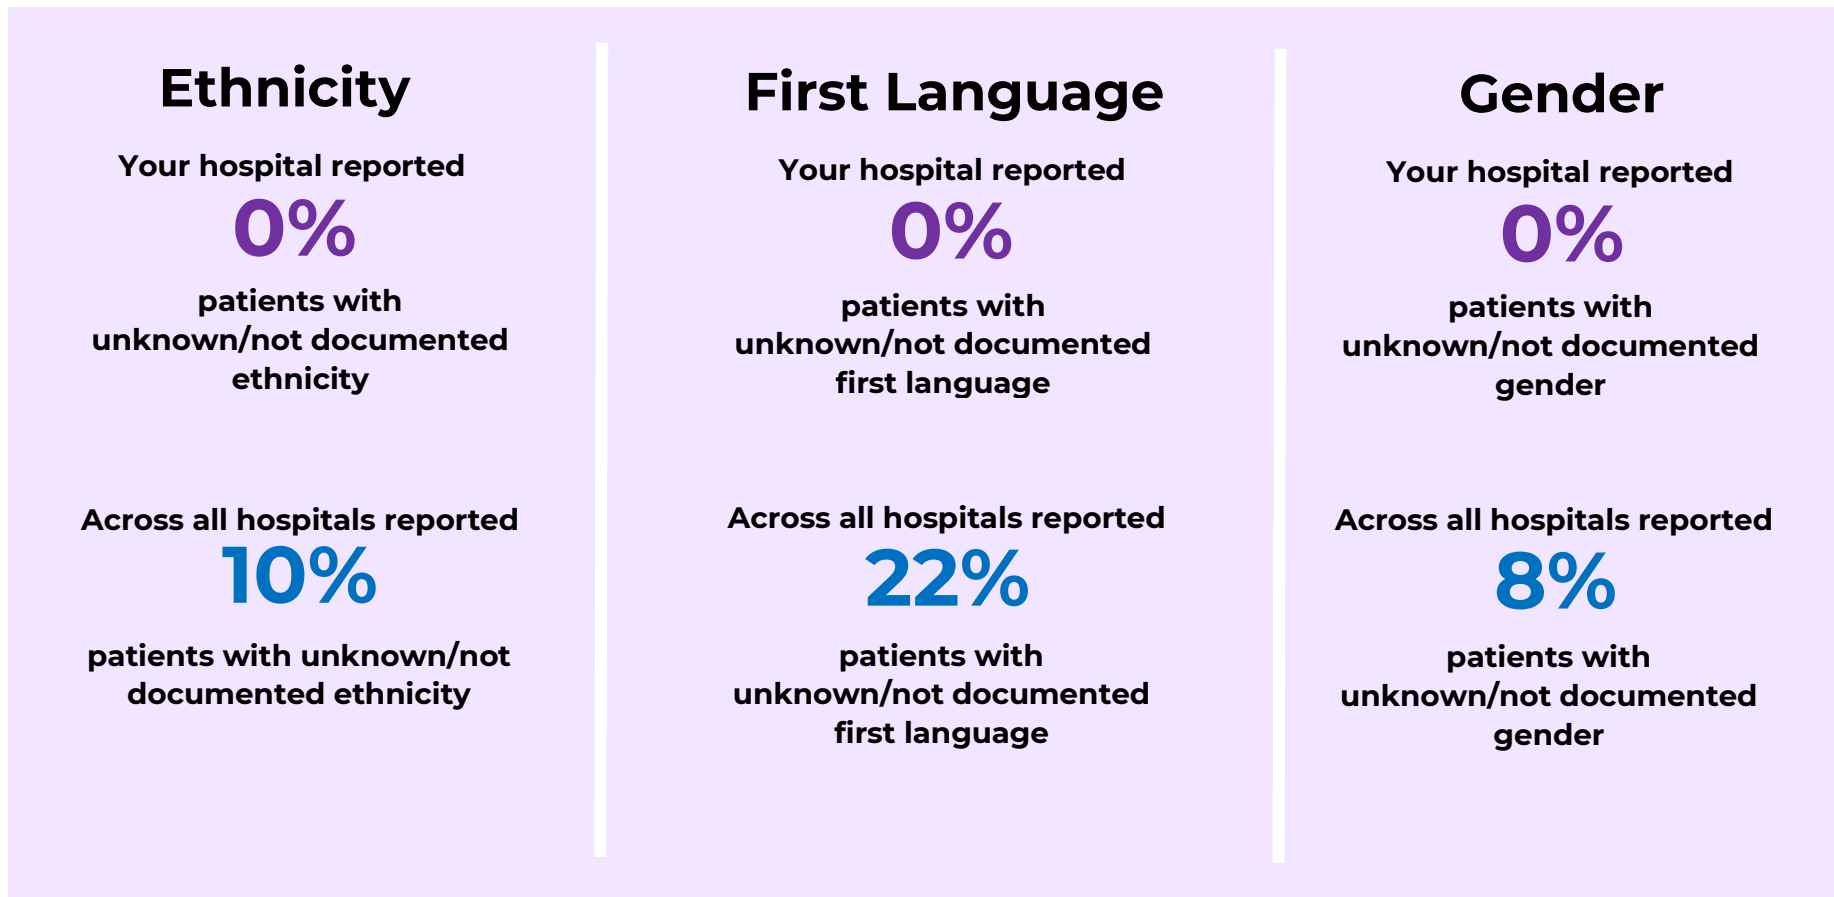 Ethnicity
Your hospital reported
0%
patients with
unknown/not documented
ethnicity
Across all hospitals reported
10%
patients with unknown/not
documented ethnicity
First Language
Your hospital reported
0%
patients with
unknown/not documented
first language
Across all hospitals reported
22%
patients with
unknown/not documented
first language
Gender
Your hospital reported
0%
patients with
unknown/not documented
gender
Across all hospitals reported
8%
patients with
unknown/not documented
gender